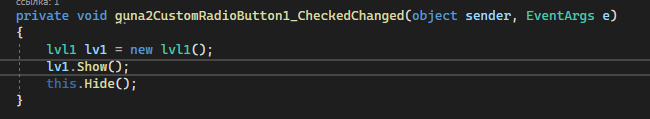 ссылка: 1
private void guna2CustomRadioButton1_CheckedChanged(object sender, EventArgs e)
{
lvl1 lv1 = new lvl1();
lv1.Show();
this.Hide();
}